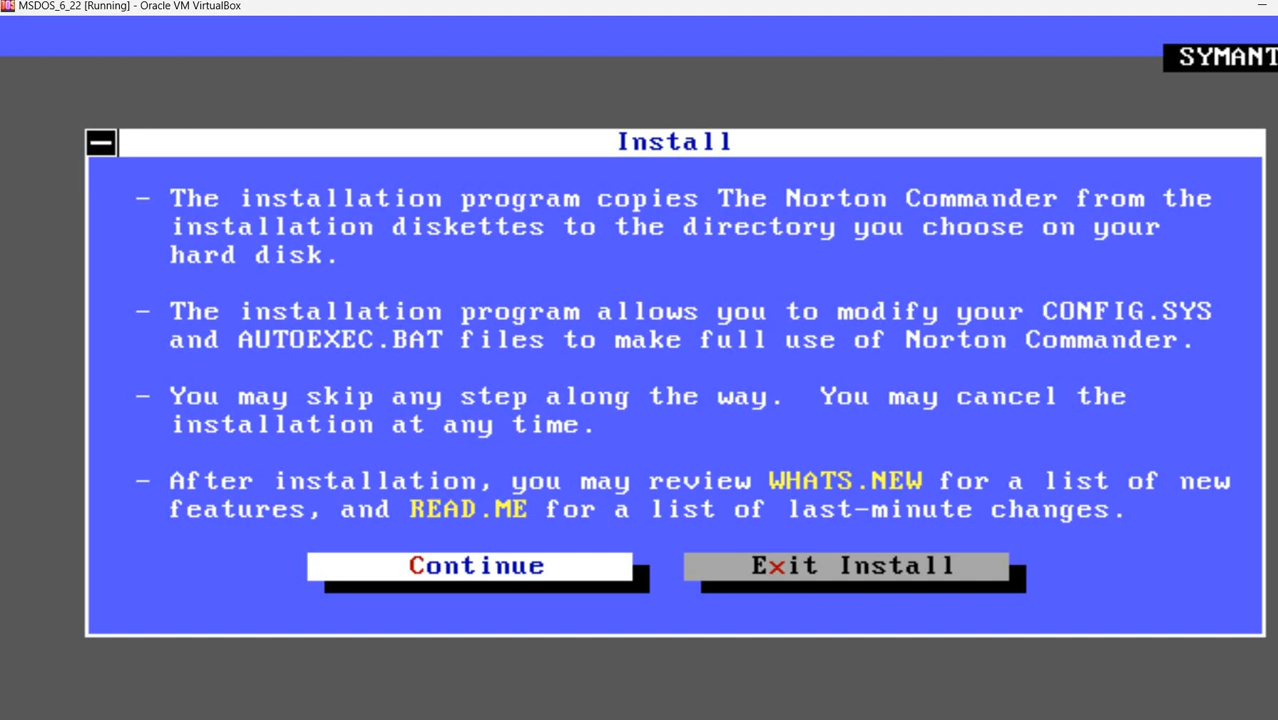 MSDOS_6_22 [Running] - Oracle VM VirtualBox
SYMANT
Install
- The installation program copies The Norton Commander from the
installation diskettes to the directory you choose on your
hard disk.
- The installation program allows you to modify your CONFIG.SYS
and AUTOEXEC.BAT files to make full use of Norton Commander.
- You may skip any step along the way.  You may cancel the
installation at any time.
- After installation, you may review WHATS.NEW for a list of new
features, and READ.ME for a list of last-minute changes.
Continue
Exit Install